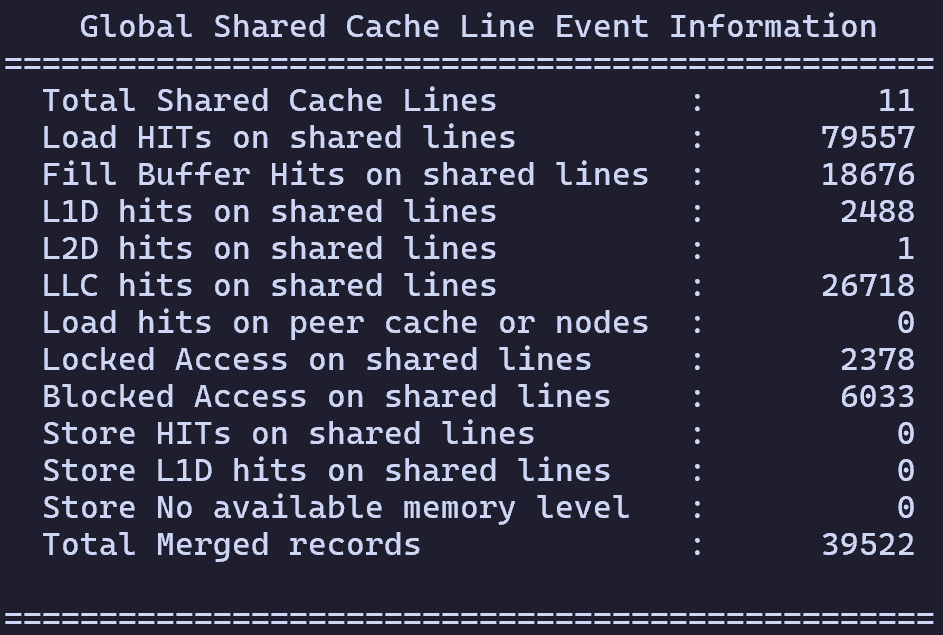 Global Shared Cache Line Event Information
=================================================
Total Shared Cache Lines : 11
Load HITs on shared lines : 79557
Fill Buffer Hits on shared lines : 18676
L1D hits on shared lines : 2488
L2D hits on shared lines : 1
LLC hits on shared lines : 26718
Load hits on peer cache or nodes : 0
Locked Access on shared lines : 2378
Blocked Access on shared lines : 6033
Store HITs on shared lines : 0
Store L1D hits on shared lines : 0
Store No available memory level : 0
Total Merged records : 39522
=================================================